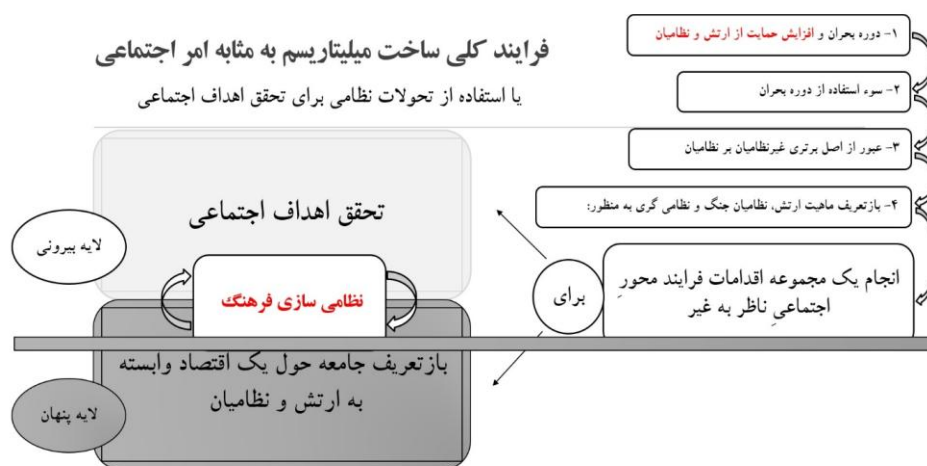 فرایند کلی ساخت میلیتاریسم به مثابه امر اجتماعی
یا استفاده از تحولات نظامی برای تحقق اهداف اجتماعی
۱- دوره بحران و افزایش حمایت از ارتش و نظامیان
۲- سوء استفاده از دوره بحران
۳- عبور از اصل برتری غیرنظامیان بر نظامیان
۴- بازتعریف ماهیت ارتش، نظامیان جنگ و نظامی گری به منظور:
انجام یک مجموعه اقدامات فرایند محورِ
اجتماعیِ ناظر به غیر
برای
تحقق اهداف اجتماعی
لایه بیرونی
نظامی سازی فرهنگ
بازتعریف جامعه حول یک اقتصاد وابسته
به ارتش و نظامیان
لایه پنهان